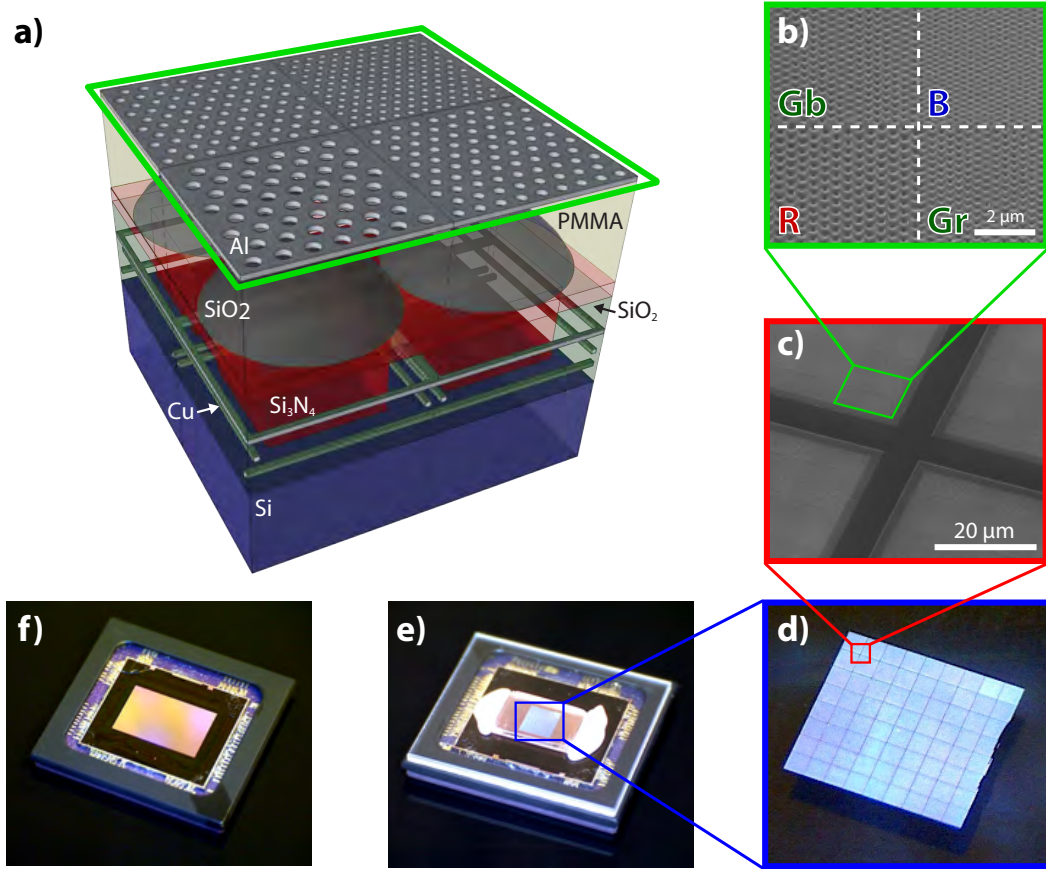 a)
Al
PMMA
SiO2
SiO₂
Cu
Si₃N₄
Si
b)
Gb
B
R
Gr
2 μm
c)
20 μm
f)
e)
d)